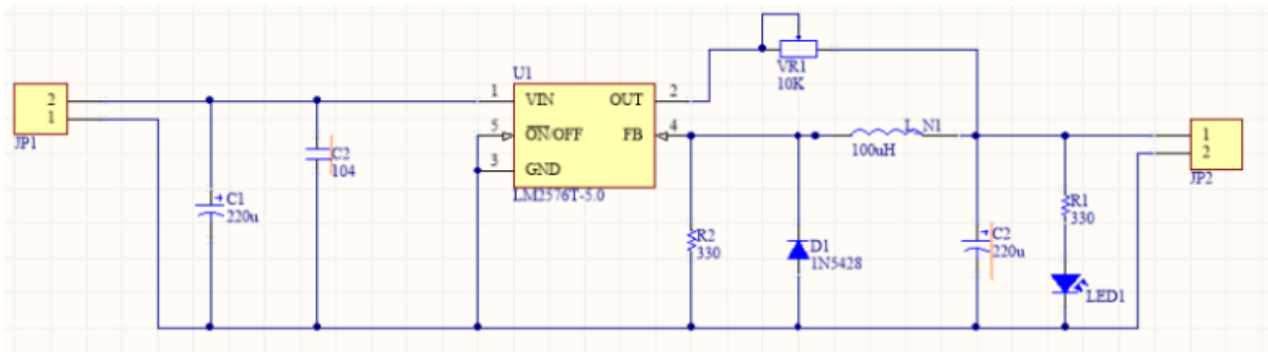 2
1
JP1
C1
220u
C2
104
U1
1
VIN
OUT
2
5
ON/OFF
FB
4
3
GND
LM2576T-5.0
VR1
10K
R2
330
D1
1N5428
L_N1
100uH
C2
220u
R1
330
LED1
1
2
JP2